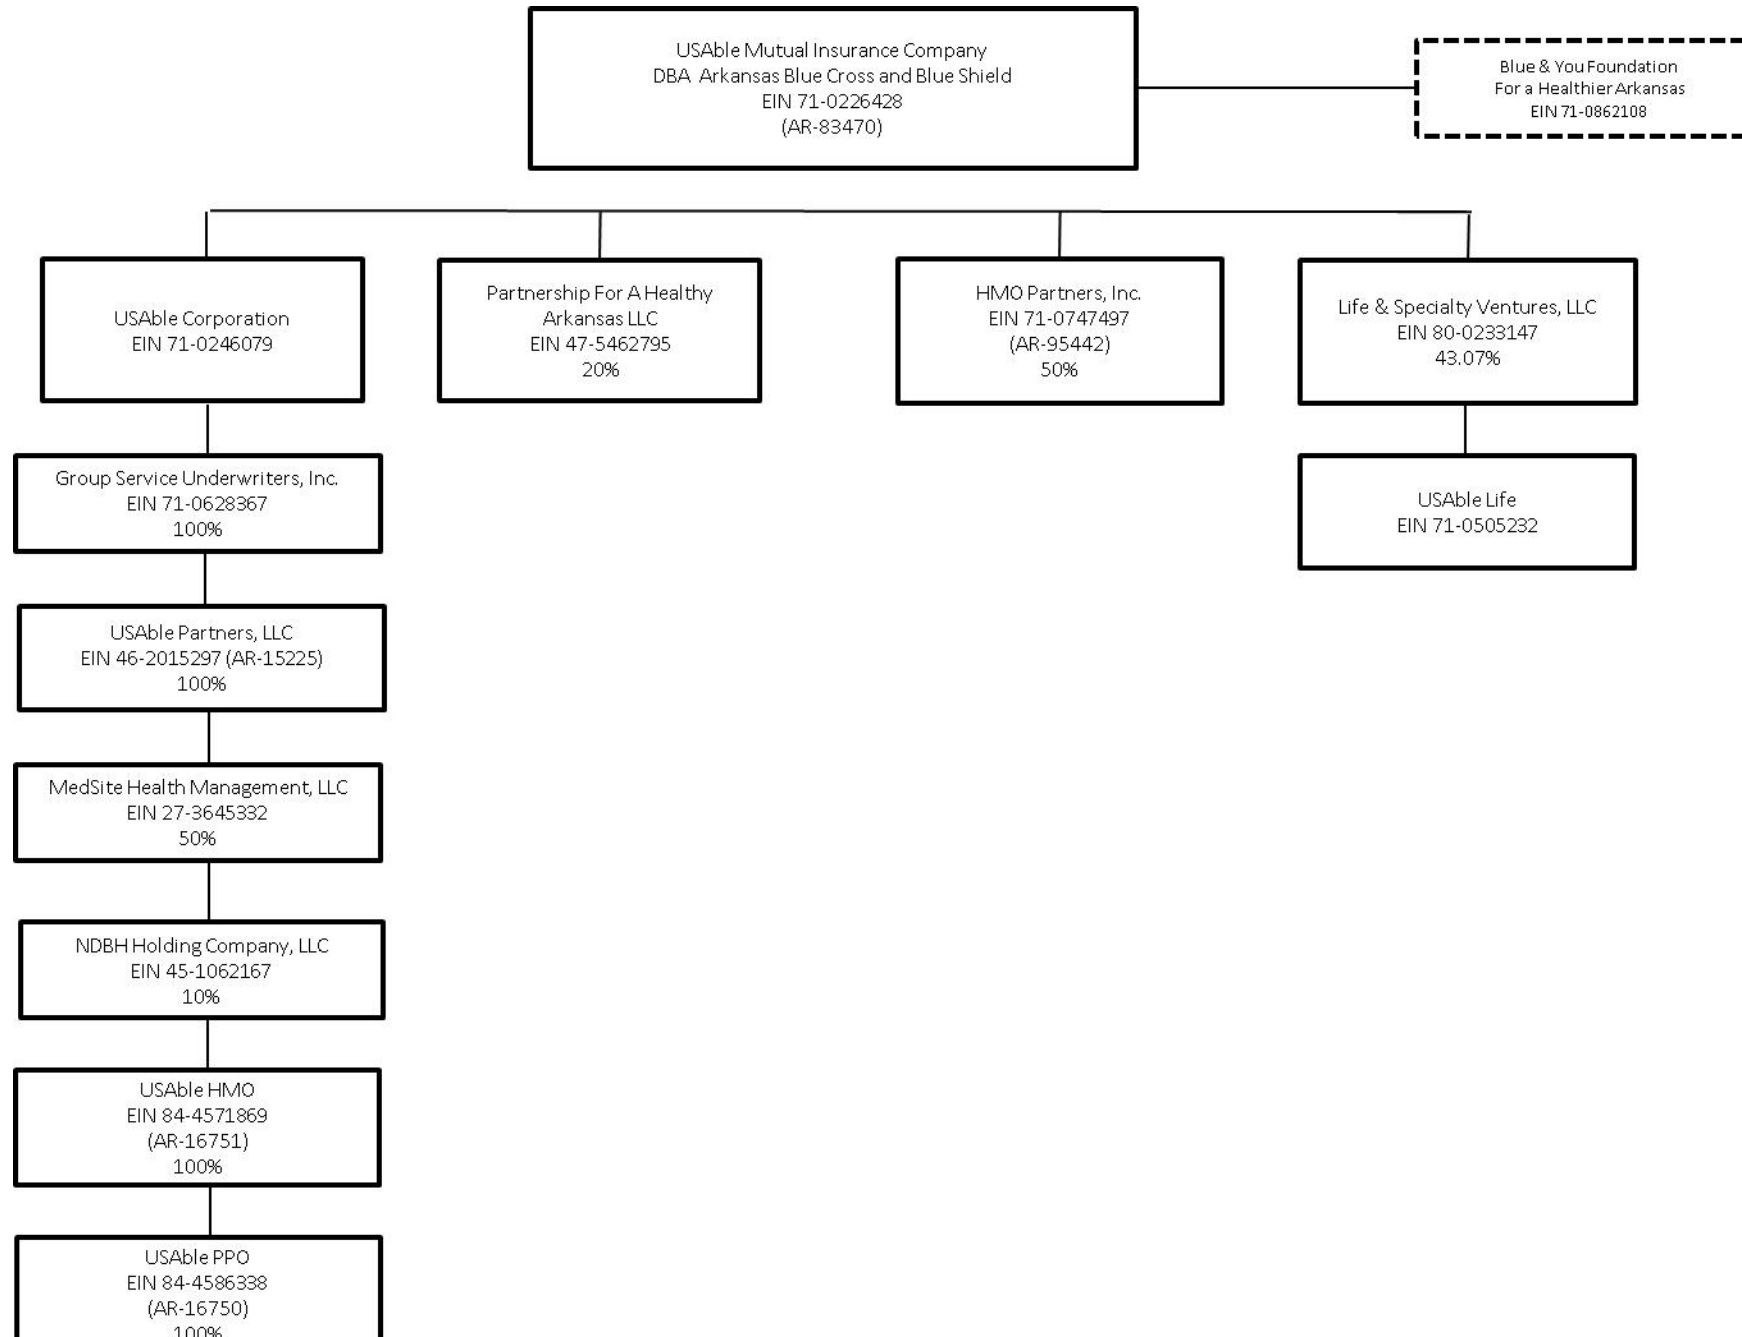 USAble Mutual Insurance Company
DBA Arkansas Blue Cross and Blue Shield
EIN 71-0226428
(AR-83470)
Blue & You Foundation
For a Healthier Arkansas
EIN 71-0862108
USAble Corporation
EIN 71-0246079
Partnership For A Healthy
Arkansas LLC
EIN 47-5462795
20%
HMO Partners, Inc.
EIN 71-0747497
(AR-95442)
50%
Life & Specialty Ventures, LLC
EIN 80-0233147
43.07%
Group Service Underwriters, Inc.
EIN 71-0628367
100%
USAble Life
EIN 71-0505232
USAble Partners, LLC
EIN 46-2015297 (AR-15225)
100%
MedSite Health Management, LLC
EIN 27-3645332
50%
NDBH Holding Company, LLC
EIN 45-1062167
10%
USAble HMO
EIN 84-4571869
(AR-16751)
100%
USAble PPO
EIN 84-4586338
(AR-16750)
100%